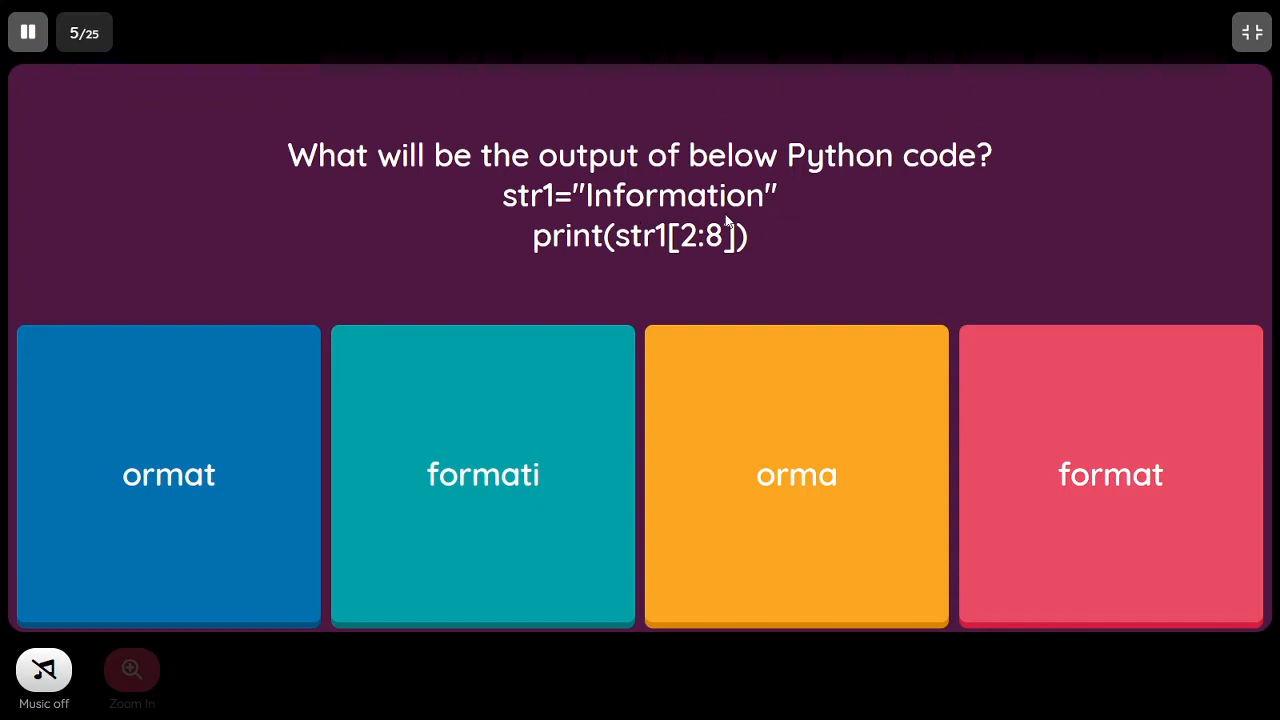 5/25
What will be the output of below Python code?
str1="Information"
print(str1[2:8])
ormat
formati
orma
format
Music off
Zoom In